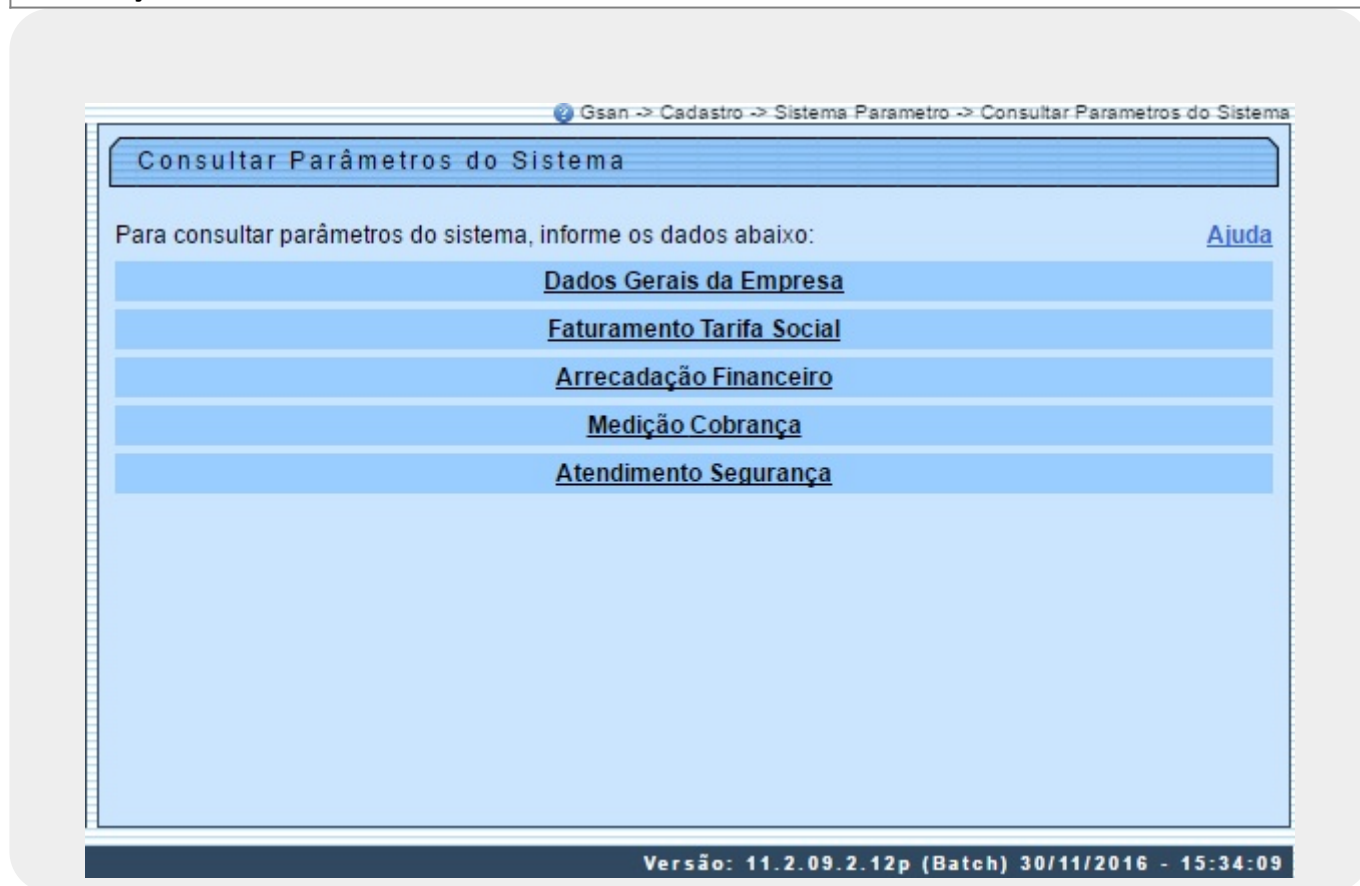 Gsan -> Cadastro -> Sistema Parametro -> Consultar Parametros do Sistema
Consultar Parâmetros do Sistema
Para consultar parâmetros do sistema, informe os dados abaixo: Ajuda
Dados Gerais da Empresa
Faturamento Tarifa Social
Arrecadação Financeiro
Medição Cobrança
Atendimento Segurança
Versão: 11.2.09.2.12p (Batch) 30/11/2016 - 15:34:09